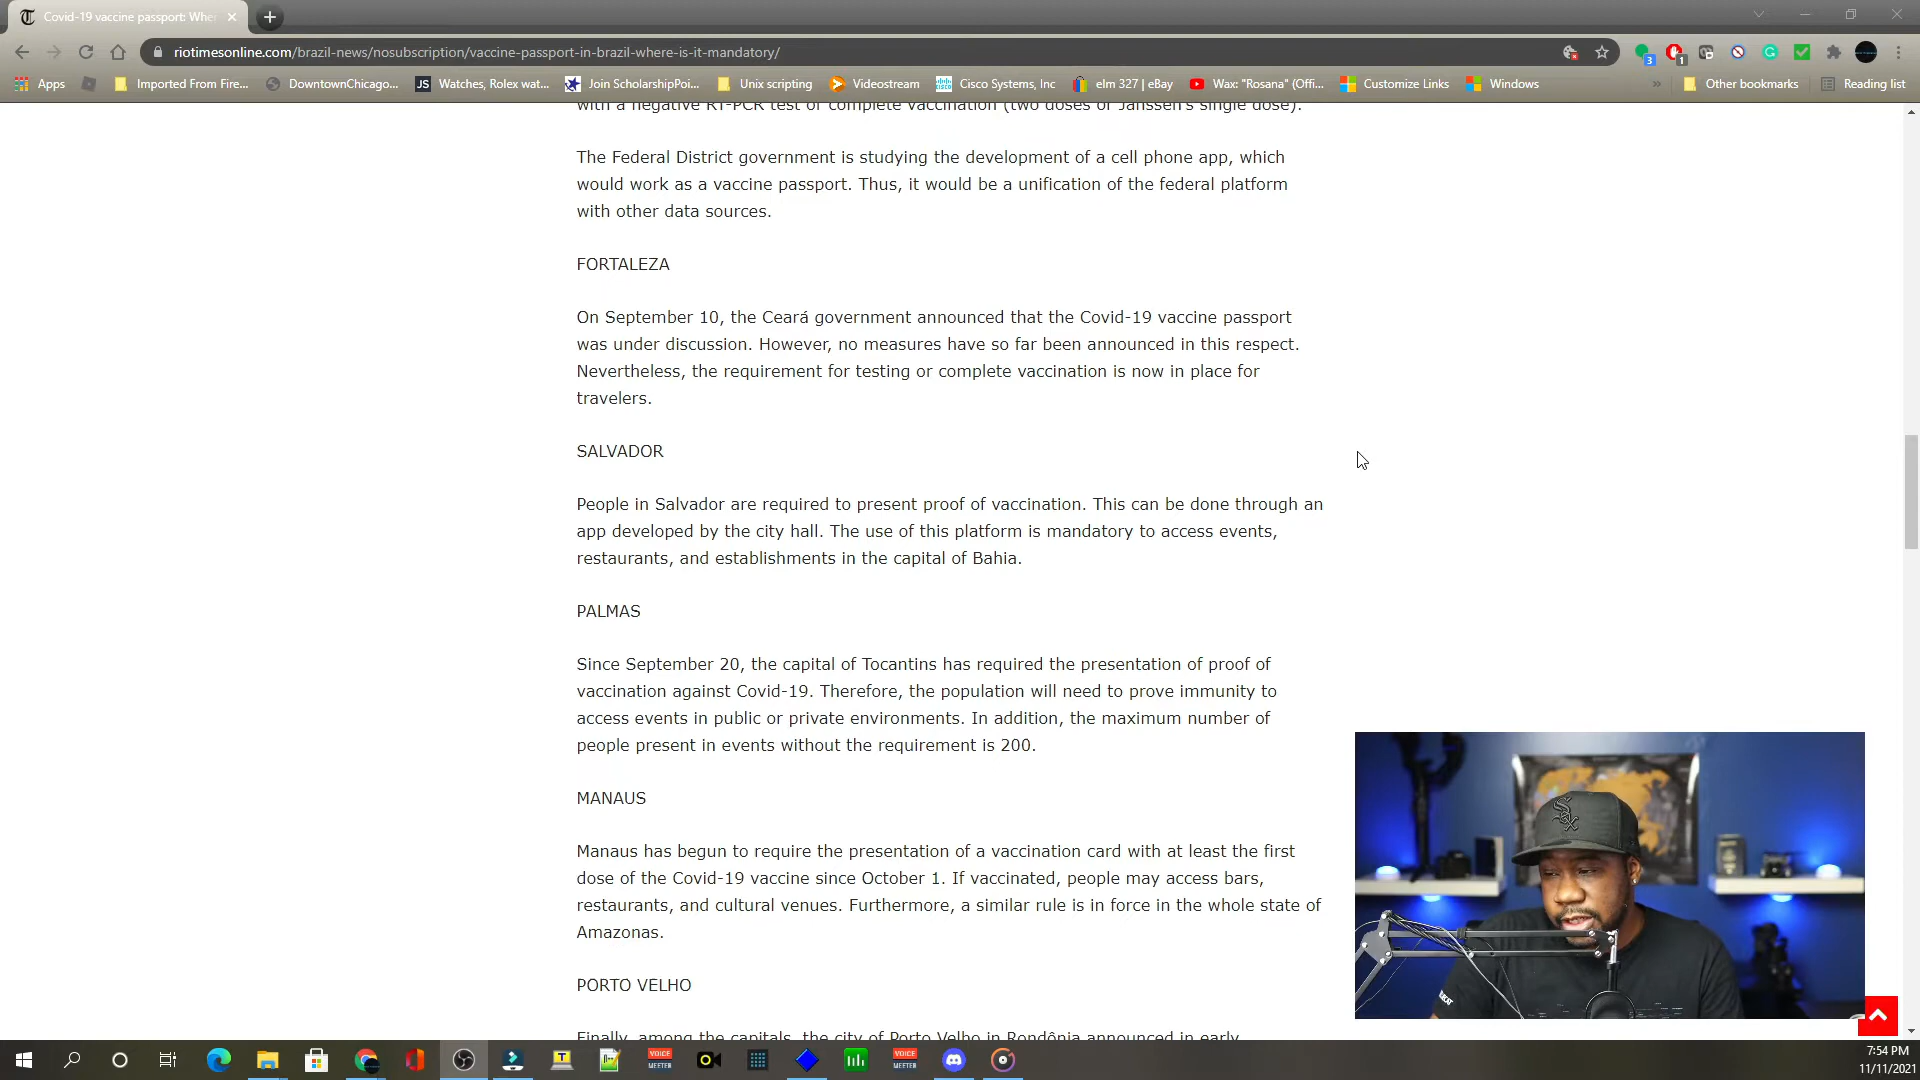 Covid-19 vaccine passport: Whe
riotimesonline.com/brazil-news/nosubscription/vaccine-passport-in-brazil-where-is-it-mandatory/
3
1
Apps
Imported From Fire...
DowntownChicago...
JS
Watches, Rolex wat...
Join ScholarshipPoi...
Unix scripting
Videostream
Cisco Systems, Inc
elm 327 | eBay
Wax: "Rosana" (Offi...
Customize Links
Windows
»
Other bookmarks
Reading list
with a negative RT-PCR test or complete vaccination (two doses of Janssen's single dose).
The Federal District government is studying the development of a cell phone app, which
would work as a vaccine passport. Thus, it would be a unification of the federal platform
with other data sources.
FORTALEZA
On September 10, the Ceará government announced that the Covid-19 vaccine passport
was under discussion. However, no measures have so far been announced in this respect.
Nevertheless, the requirement for testing or complete vaccination is now in place for
travelers.
SALVADOR
People in Salvador are required to present proof of vaccination. This can be done through an
app developed by the city hall. The use of this platform is mandatory to access events,
restaurants, and establishments in the capital of Bahia.
PALMAS
Since September 20, the capital of Tocantins has required the presentation of proof of
vaccination against Covid-19. Therefore, the population will need to prove immunity to
access events in public or private environments. In addition, the maximum number of
people present in events without the requirement is 200.
MANAUS
Manaus has begun to require the presentation of a vaccination card with at least the first
dose of the Covid-19 vaccine since October 1. If vaccinated, people may access bars,
restaurants, and cultural venues. Furthermore, a similar rule is in force in the whole state of
Amazonas.
PORTO VELHO
Finally, among the capitals, the city of Porto Velho in Rondônia announced in early
VOICE
MEETER
VOICE
MEETER
7:54 PM
11/11/2021